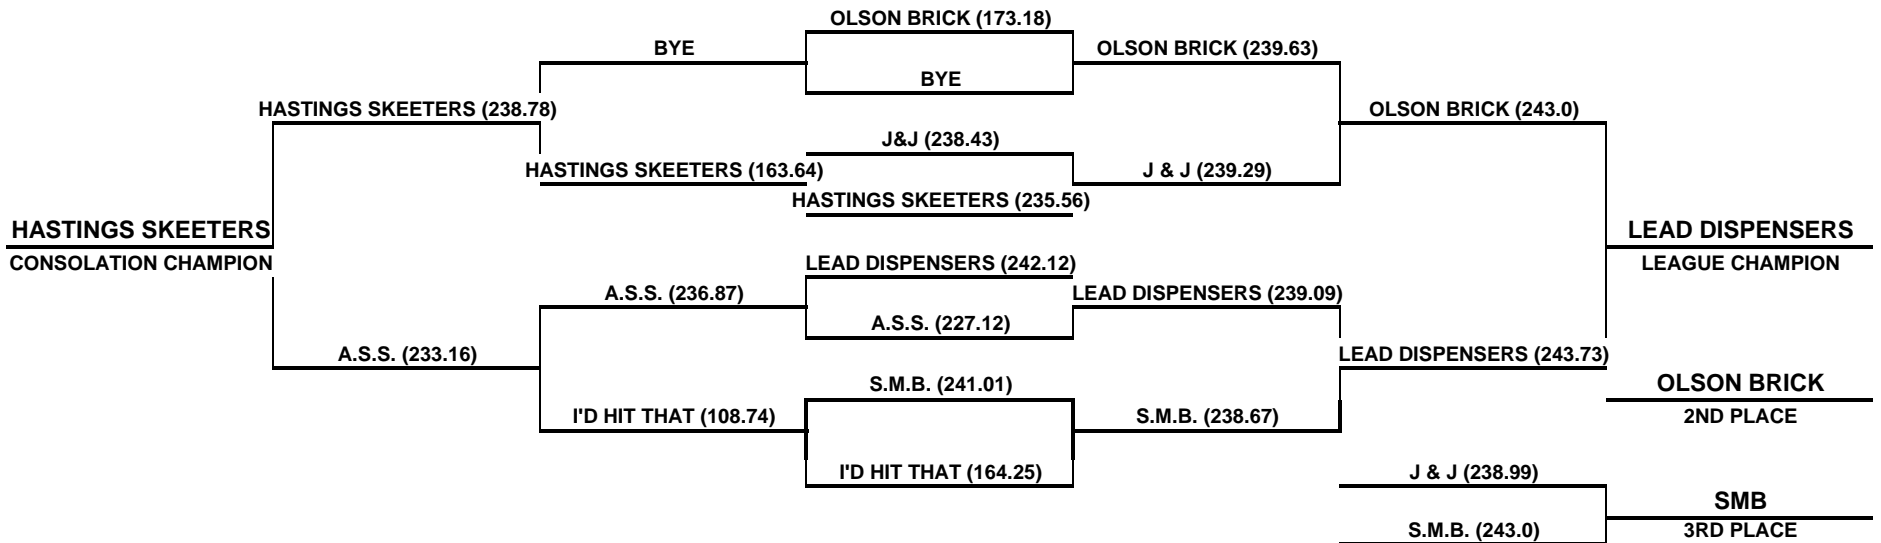 OLSON BRICK (173.18)
BYE
OLSON BRICK (239.63)
BYE
HASTINGS SKEETERS (238.78)
OLSON BRICK (243.0)
J&J (238.43)
HASTINGS SKEETERS (163.64)
J & J (239.29)
HASTINGS SKEETERS (235.56)
HASTINGS SKEETERS
LEAD DISPENSERS
CONSOLATION CHAMPION
LEAD DISPENSERS (242.12)
LEAGUE CHAMPION
A.S.S. (236.87)
LEAD DISPENSERS (239.09)
A.S.S. (227.12)
A.S.S. (233.16)
LEAD DISPENSERS (243.73)
S.M.B. (241.01)
OLSON BRICK
I'D HIT THAT (108.74)
S.M.B. (238.67)
2ND PLACE
I'D HIT THAT (164.25)
J & J (238.99)
SMB
S.M.B. (243.0)
3RD PLACE